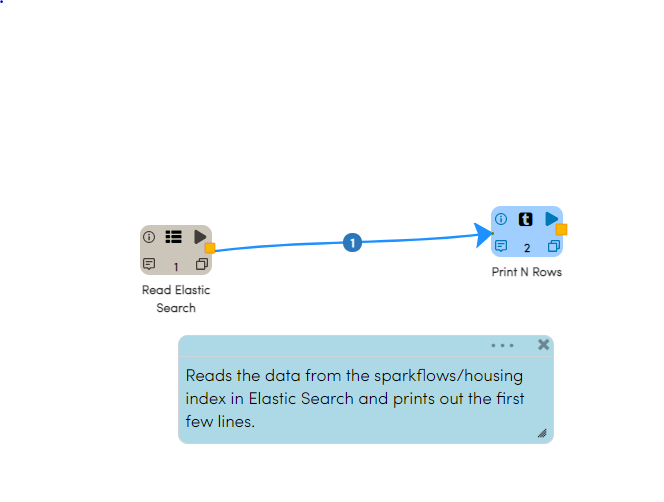 1
Print N Rows
2
1
Read Elastic
Search
Reads the data from the sparkflows/housing
index in Elastic Search and prints out the first
few lines.